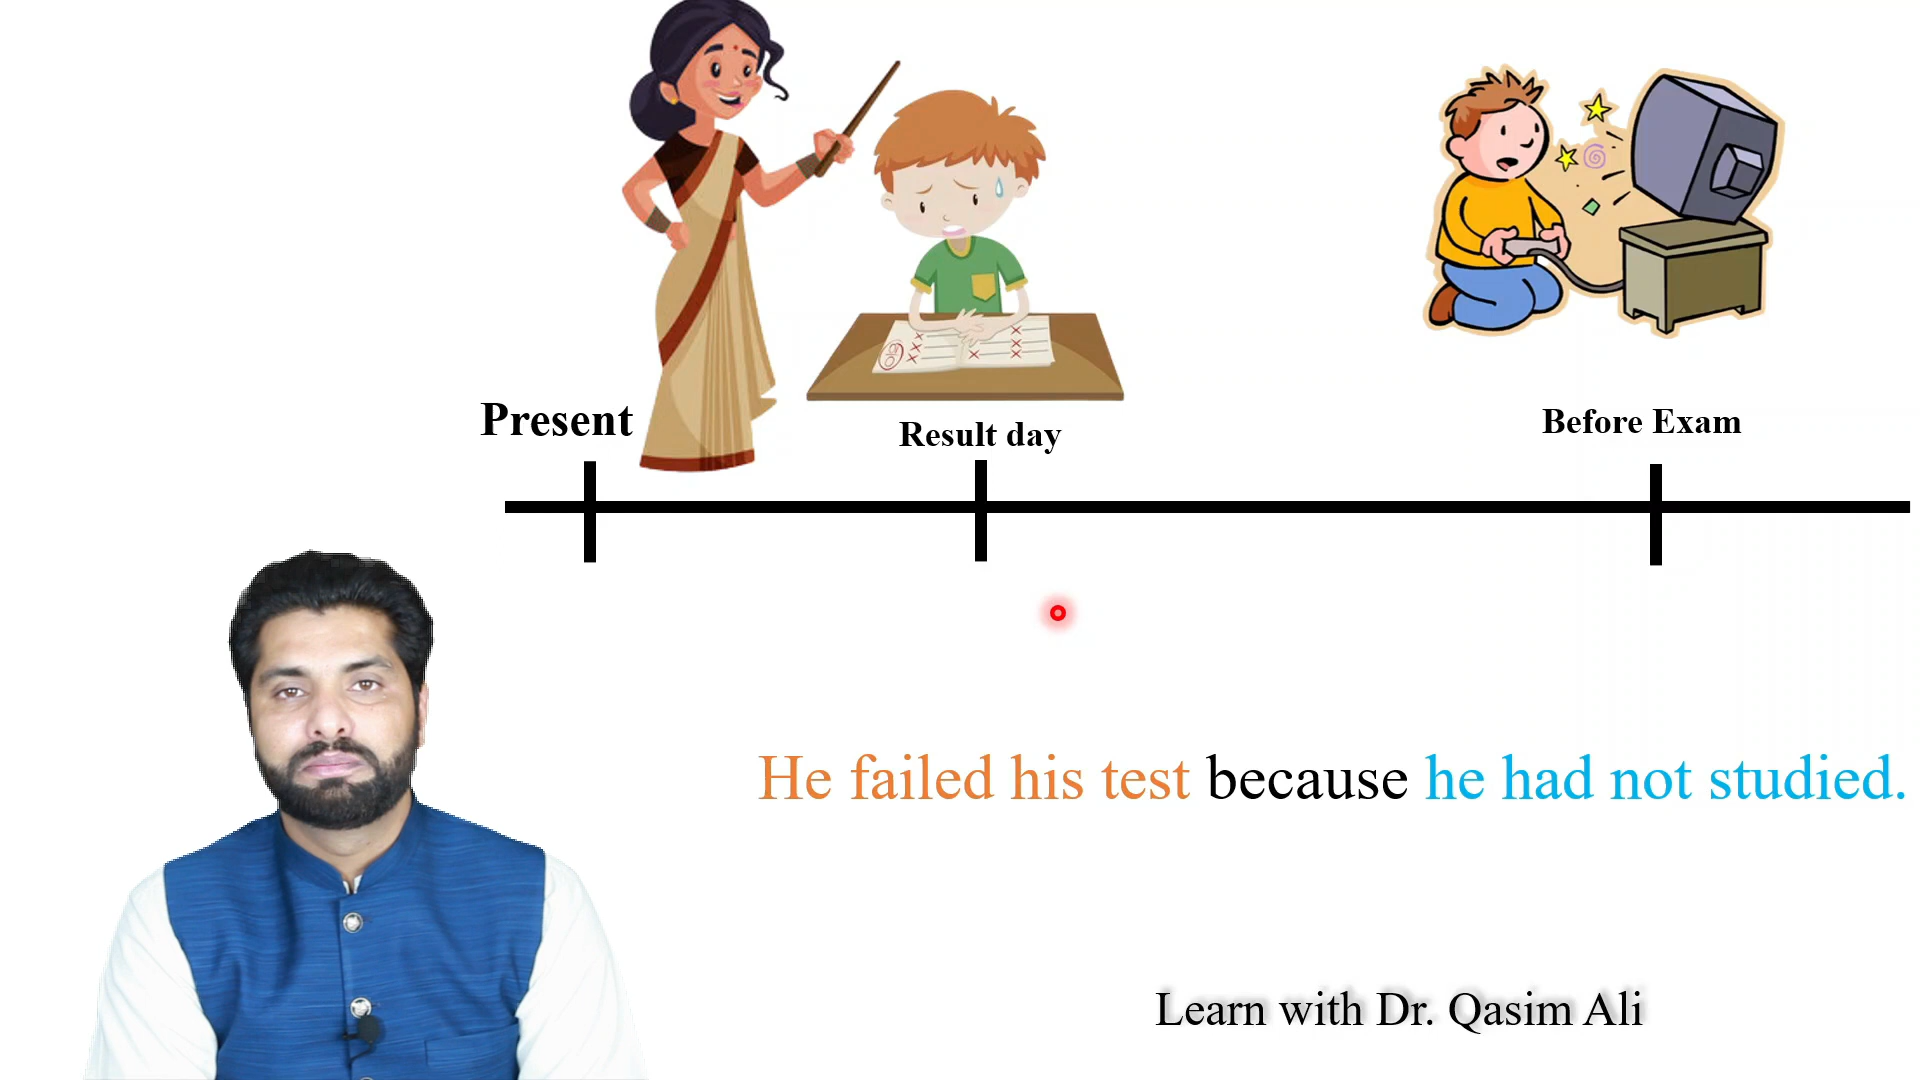 Present
Result day
Before Exam
He failed his test because he had not studied.
Learn with Dr. Qasim Ali